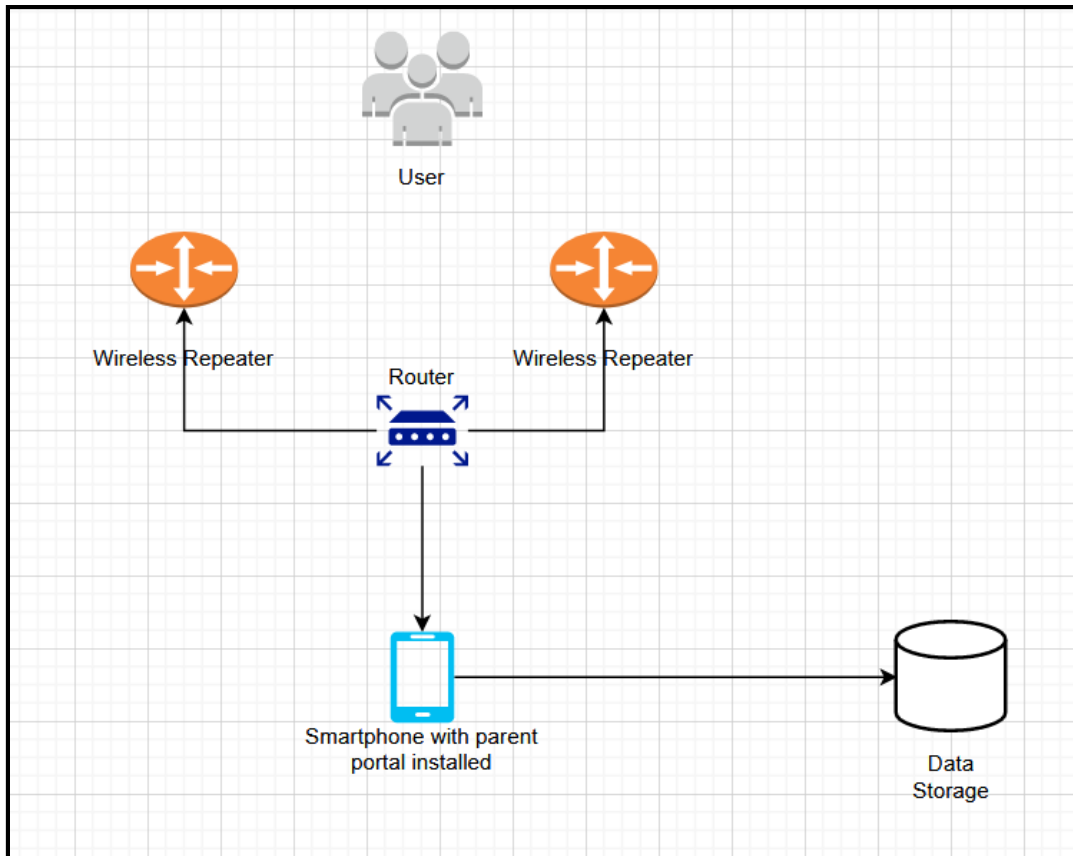 User
Wireless Repeater
Wireless Repeater
Router
Smartphone with parent
portal installed
Data
Storage